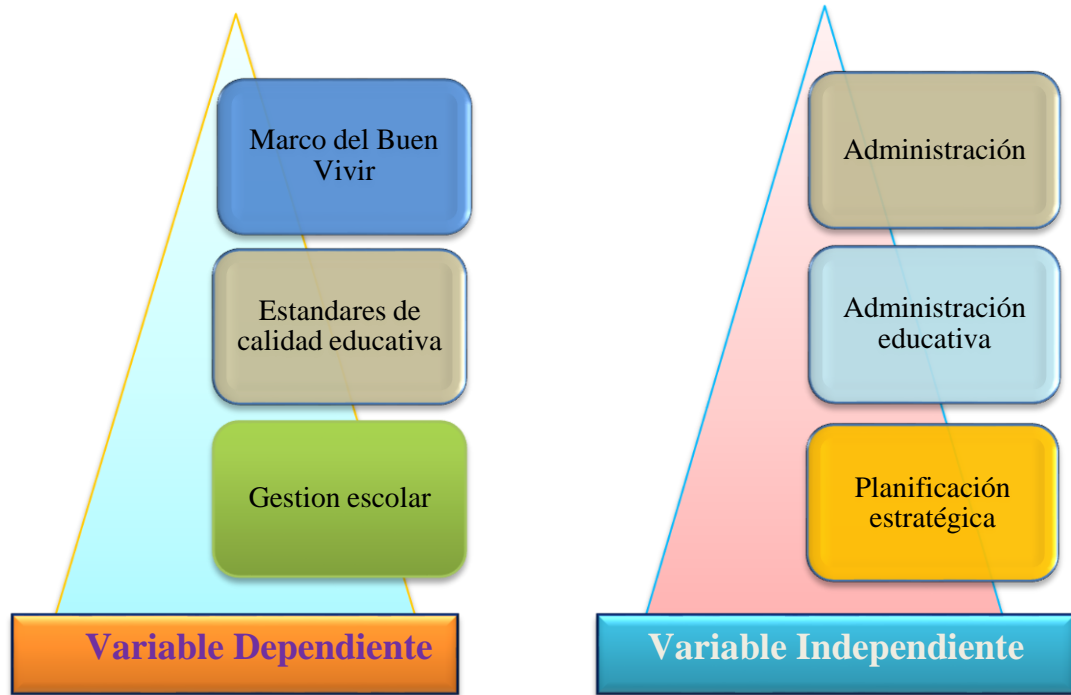 Marco del Buen
Vivir
Estandares de
calidad educativa
Gestion escolar
Variable Dependiente
Administración
Administración
educativa
Planificación
estratégica
Variable Independiente